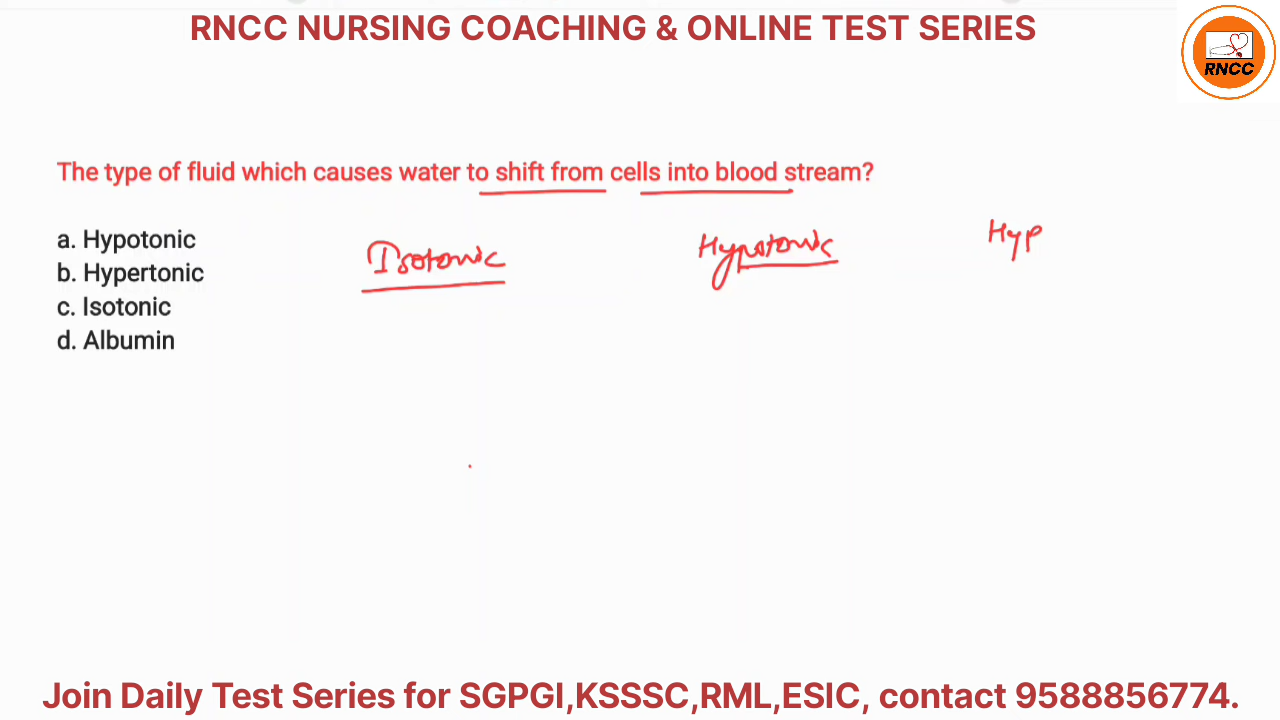 RNCC NURSING COACHING & ONLINE TEST SERIES
RNCC
The type of fluid which causes water to shift from cells into blood stream?
a. Hypotonic
b. Hypertonic
c. Isotonic
d. Albumin
Isotonic
Hypotonic
Hyp
Join Daily Test Series for SGPGI,KSSSC,RML,ESIC, contact 9588856774.